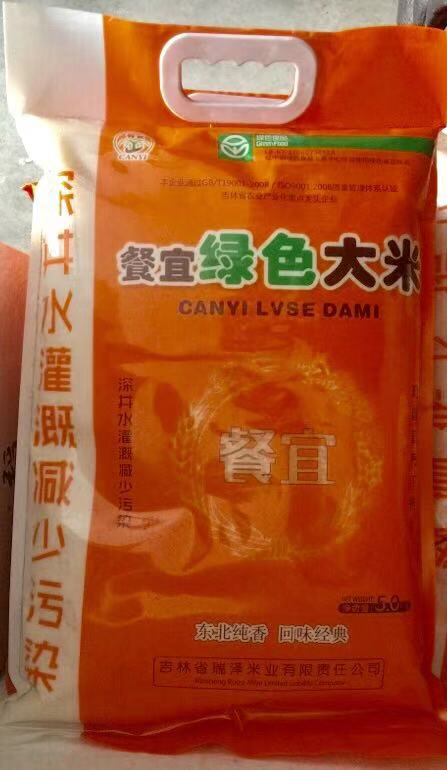 餐宜
CANYI
绿色食品
GreenFood
本企业通过GB/T19001-2008/ISO9001:2008质量管理体系认证
吉林省农业产业化重点龙头企业
餐宜绿色大米
CANYI LVSE DAMI
深井水灌溉减少污染
深井水灌溉减少污染
餐宜
NET WEIGHT:
净含量: 5.0
东北纯香 回味经典
吉林省瑞泽米业有限责任公司